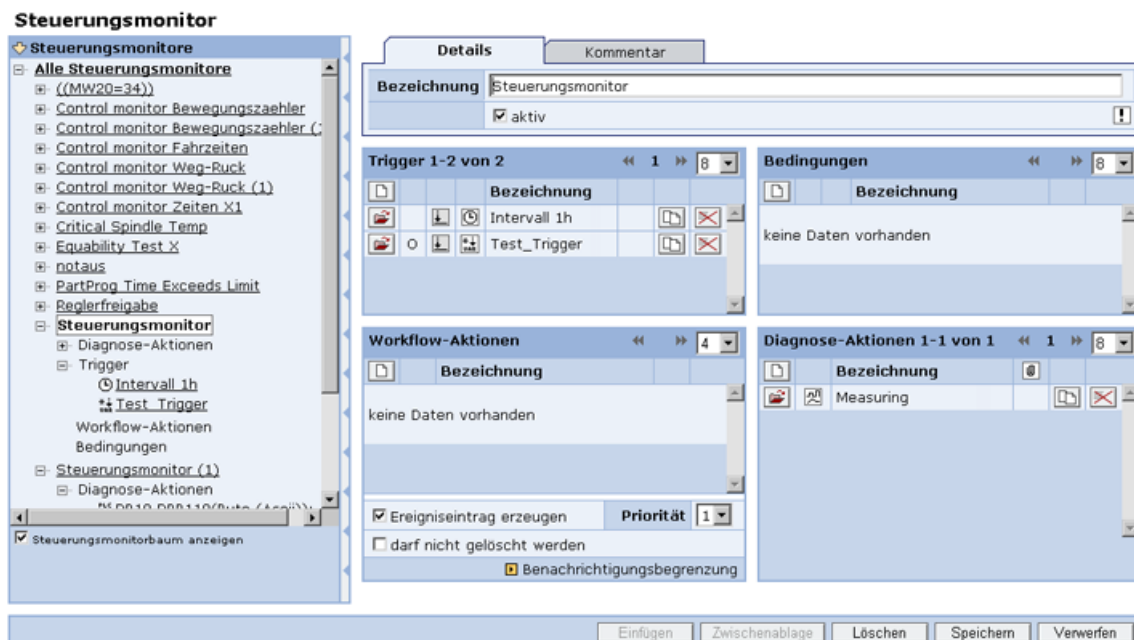 Steuerungsmonitor
Steuerungsmonitore
Alle Steuerungsmonitore
((MW20=34))
Control monitor Bewegungszaehler
Control monitor Bewegungszaehler (
Control monitor Fahrzeiten
Control monitor Weg-Ruck
Control monitor Weg-Ruck (1)
Control monitor Zeiten X1
Critical Spindle Temp
Equability Test X
notaus
PartProg Time Exceeds Limit
Reglerfreigabe
Steuerungsmonitor
Diagnose-Aktionen
Trigger
Intervall 1h
Test_Trigger
Workflow-Aktionen
Bedingungen
Steuerungsmonitor (1)
Diagnose-Aktionen
Steuerungsmonitorbaum anzeigen
Details Kommentar
Bezeichnung Steuerungsmonitor
aktiv !
Trigger 1-2 von 2 1 8
Bezeichnung
Intervall 1h
O Test_Trigger
Bedingungen 8
Bezeichnung
keine Daten vorhanden
Workflow-Aktionen 4
Bezeichnung
keine Daten vorhanden
Ereigniseintrag erzeugen Priorität 1
darf nicht gelöscht werden
Benachrichtigungsbegrenzung
Diagnose-Aktionen 1-1 von 1 1 8
Bezeichnung
Measuring
Einfügen Zwischenablage Löschen Speichern Verwerfen